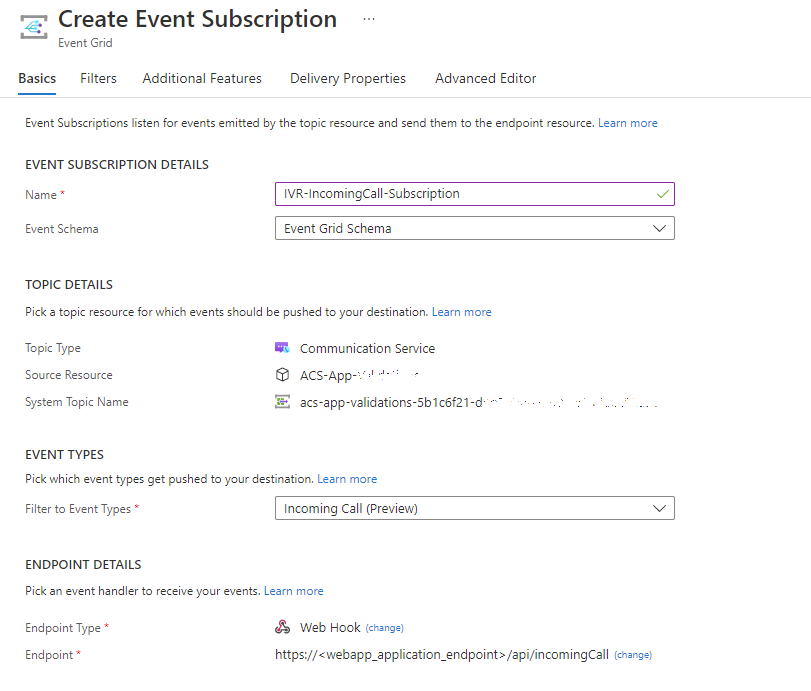 Create Event Subscription ...
Event Grid
Basics Filters Additional Features Delivery Properties Advanced Editor
Event Subscriptions listen for events emitted by the topic resource and send them to the endpoint resource. Learn more
EVENT SUBSCRIPTION DETAILS
Name * IVR-IncomingCall-Subscription
Event Schema Event Grid Schema
TOPIC DETAILS
Pick a topic resource for which events should be pushed to your destination. Learn more
Topic Type Communication Service
Source Resource ACS-App-
System Topic Name acs-app-validations-5b1c6f21-d
EVENT TYPES
Pick which event types get pushed to your destination. Learn more
Filter to Event Types * Incoming Call (Preview)
ENDPOINT DETAILS
Pick an event handler to receive your events. Learn more
Endpoint Type * Web Hook (change)
Endpoint * https://<webapp_application_endpoint>/api/incomingCall (change)